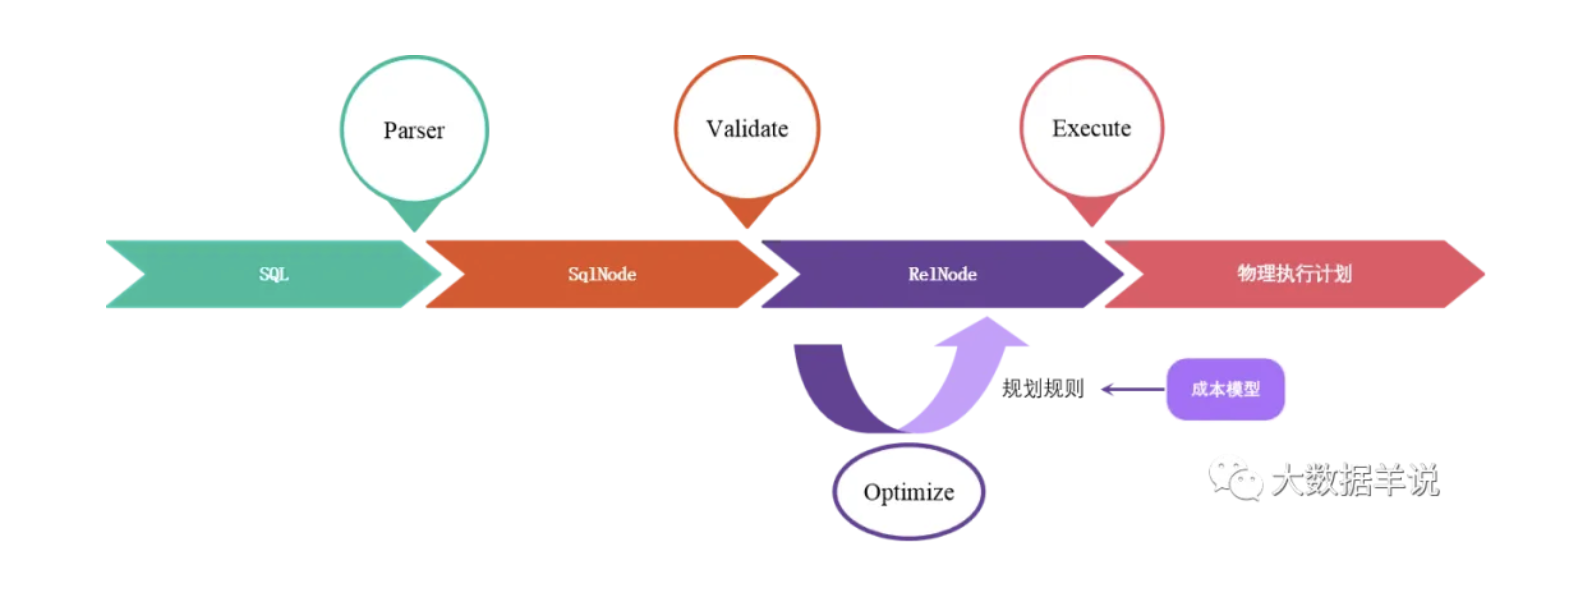 Parser
Validate
Execute
SQL
SqlNode
RelNode
物理执行计划
规划规则
成本模型
Optimize
大数据羊说